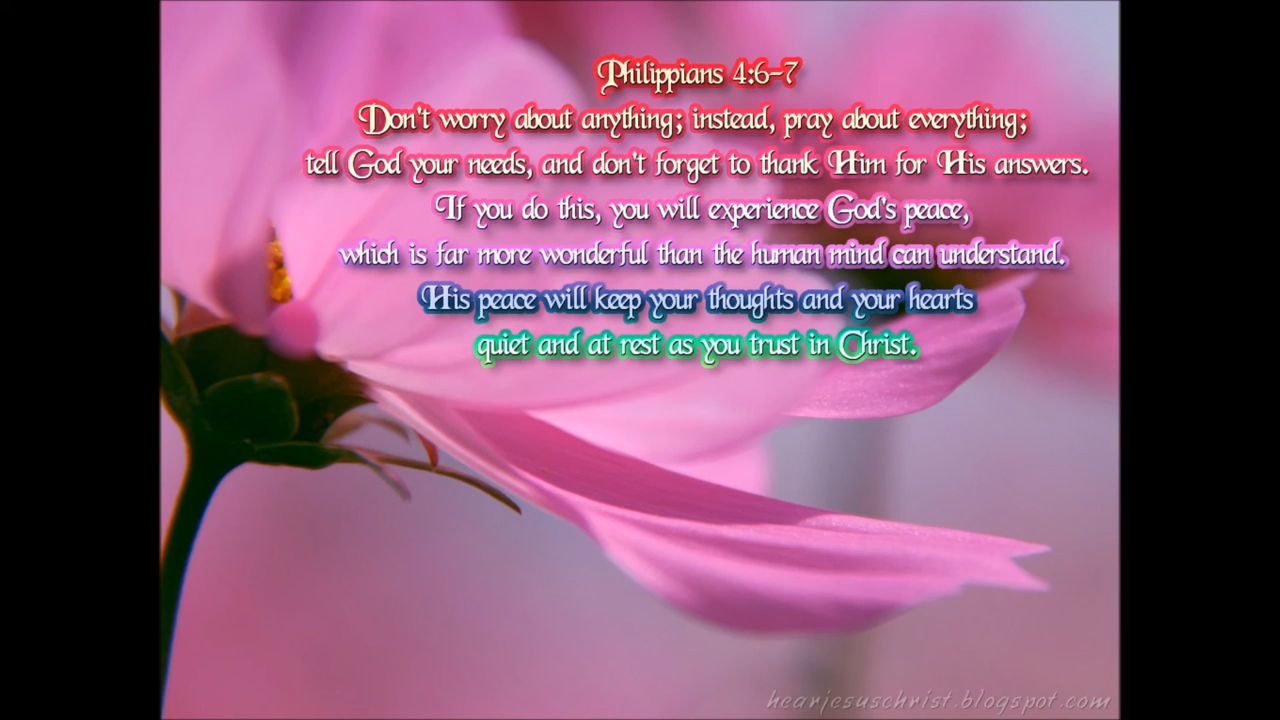 Philippians 4:6-7
Don't worry about anything; instead, pray about everything;
tell God your needs, and don't forget to thank Him for His answers.
If you do this, you will experience God's peace,
which is far more wonderful than the human mind can understand.
His peace will keep your thoughts and your hearts
quiet and at rest as you trust in Christ.
hearjesuschrist.blogspot.com